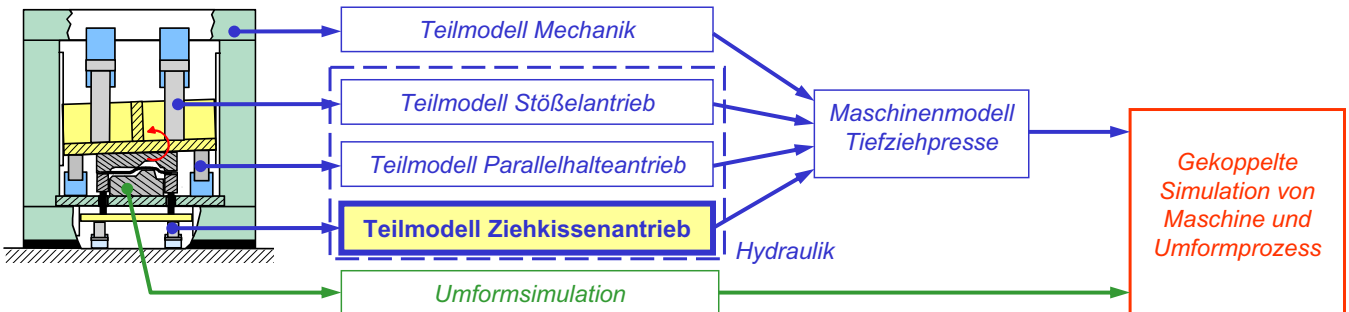 Teilmodell Mechanik
Teilmodell Stößelantrieb
Teilmodell Parallelhalteantrieb
Teilmodell Ziehkissenantrieb
Hydraulik
Umformsimulation
Maschinenmodell
Tiefziehpresse
Gekoppelte
Simulation von
Maschine und
Umformprozess